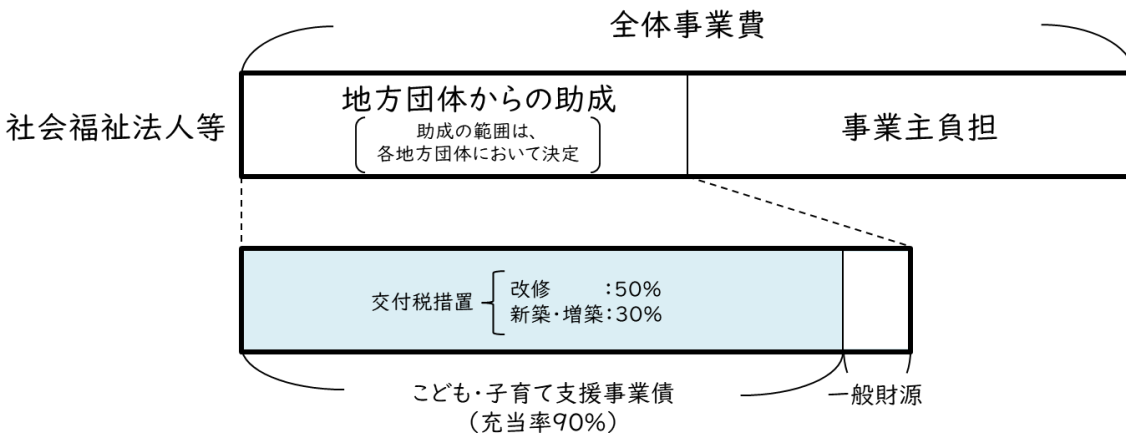 全体事業費
社会福祉法人等
地方団体からの助成
助成の範囲は、
各地方団体において決定
事業主負担
交付税措置
改修　　　:50%
新築・増築:30%
こども・子育て支援事業債
(充当率90%)
一般財源